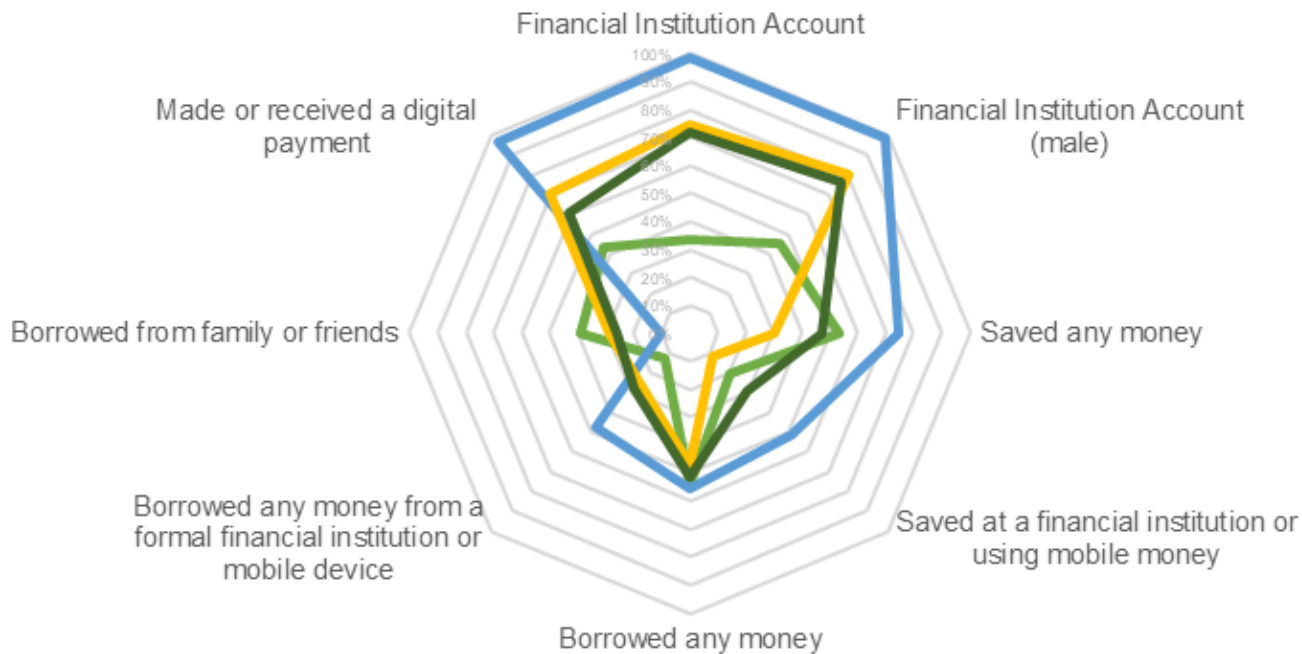 Financial Institution Account
100%
90%
80%
70%
60%
50%
40%
30%
20%
10%
Made or received a digital
payment
Financial Institution Account
(male)
Borrowed from family or friends
Saved any money
Borrowed any money from a
formal financial institution or
mobile device
Saved at a financial institution or
using mobile money
Borrowed any money